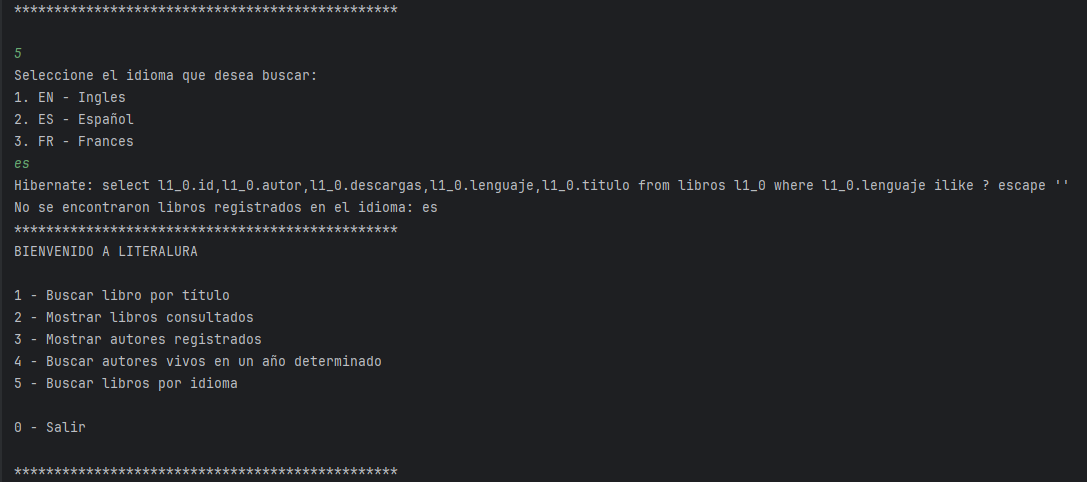 ************************************************
5
Seleccione el idioma que desea buscar:
1. EN - Ingles
2. ES - Español
3. FR - Frances
es
Hibernate: select l1_0.id,l1_0.autor,l1_0.descargas,l1_0.lenguaje,l1_0.titulo from libros l1_0 where l1_0.lenguaje ilike ? escape ''
No se encontraron libros registrados en el idioma: es
************************************************
BIENVENIDO A LITERALURA
1 - Buscar libro por titulo
2 - Mostrar libros consultados
3 - Mostrar autores registrados
4 - Buscar autores vivos en un año determinado
5 - Buscar libros por idioma
0 - Salir
************************************************